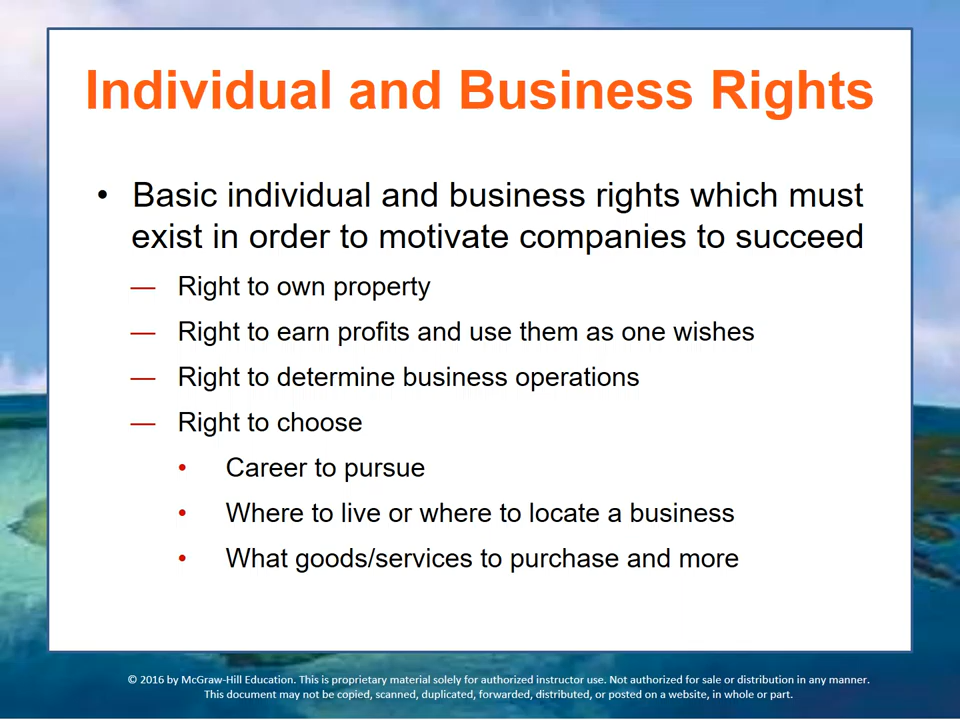 Individual and Business Rights
• Basic individual and business rights which must
exist in order to motivate companies to succeed
— Right to own property
— Right to earn profits and use them as one wishes
— Right to determine business operations
— Right to choose
• Career to pursue
• Where to live or where to locate a business
• What goods/services to purchase and more
© 2016 by McGraw-Hill Education. This is proprietary material solely for authorized instructor use. Not authorized for sale or distribution in any manner.
This document may not be copied, scanned, duplicated, forwarded, distributed, or posted on a website, in whole or part.